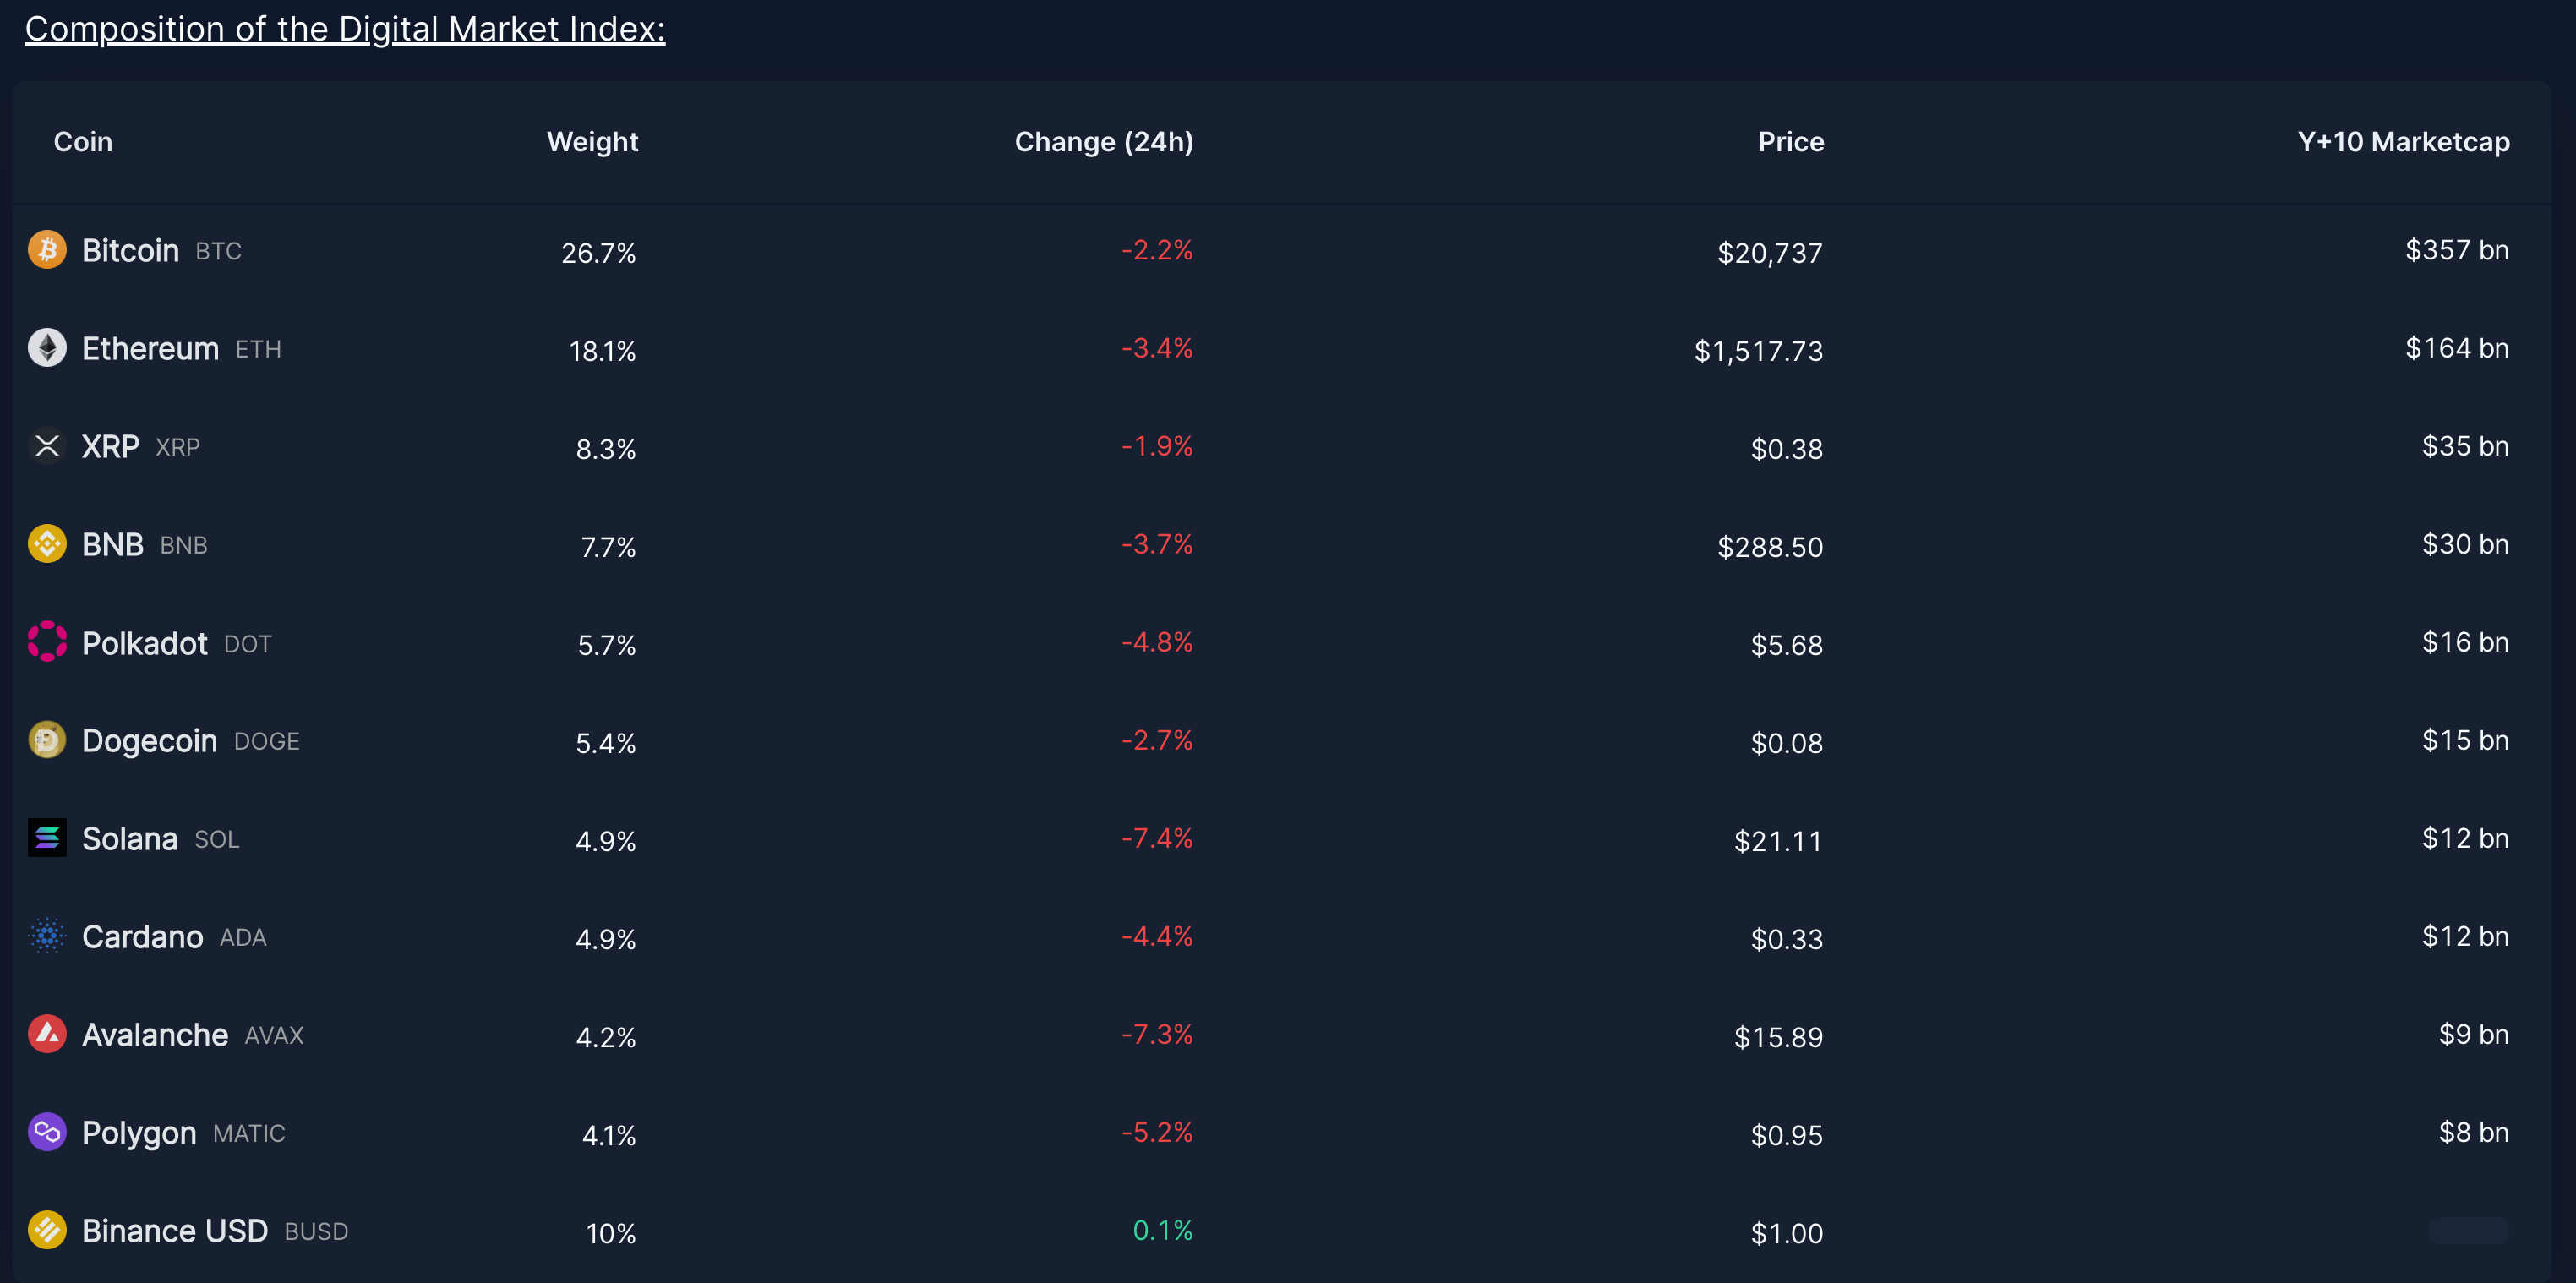 Composition of the Digital Market Index:
Coin Weight Change (24h) Price Y+10 Marketcap
Bitcoin BTC 26.7% -2.2% $20,737 $357 bn
Ethereum ETH 18.1% -3.4% $1,517.73 $164 bn
XRP XRP 8.3% -1.9% $0.38 $35 bn
BNB BNB 7.7% -3.7% $288.50 $30 bn
Polkadot DOT 5.7% -4.8% $5.68 $16 bn
Dogecoin DOGE 5.4% -2.7% $0.08 $15 bn
Solana SOL 4.9% -7.4% $21.11 $12 bn
Cardano ADA 4.9% -4.4% $0.33 $12 bn
Avalanche AVAX 4.2% -7.3% $15.89 $9 bn
Polygon MATIC 4.1% -5.2% $0.95 $8 bn
Binance USD BUSD 10% 0.1% $1.00